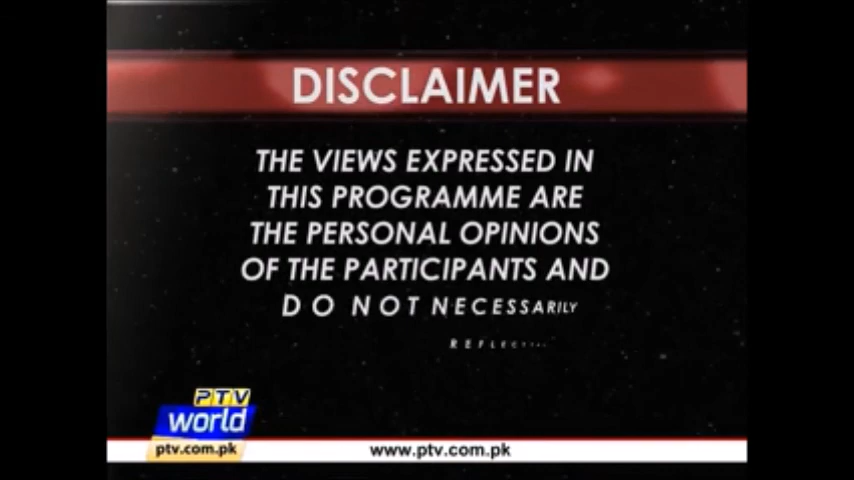 DISCLAIMER
THE VIEWS EXPRESSED IN
THIS PROGRAMME ARE
THE PERSONAL OPINIONS
OF THE PARTICIPANTS AND
DO NOT NECESSARILY
PTV
world
ptv.com.pk
www.ptv.com.pk